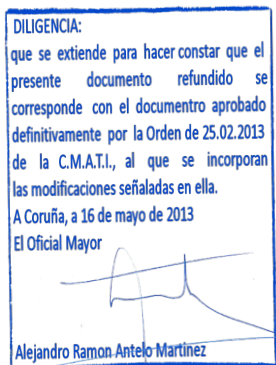 DILIGENCIA:
que se extiende para hacer constar que el
presente documento refundido se
corresponde con el documentro aprobado
definitivamente por la Orden de 25.02.2013
de la C.M.A.T.I., al que se incorporan
las modificaciones señaladas en ella.
A Coruña, a 16 de mayo de 2013
El Oficial Mayor
Alejandro Ramon Antelo Martinez